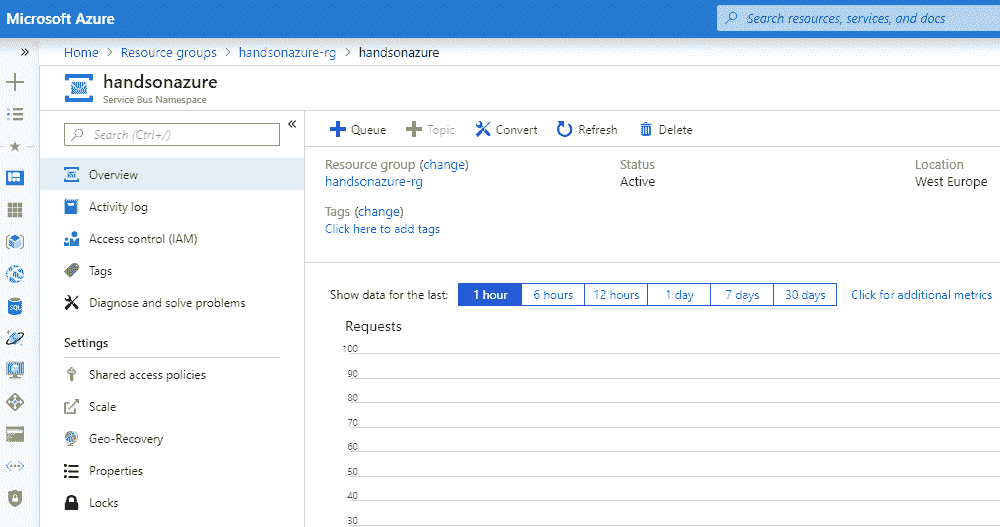 Microsoft Azure
Search resources, services, and docs
Home > Resource groups > handsonazure-rg > handsonazure
handsonazure
Service Bus Namespace
Search (Ctrl+/)
Overview
Activity log
Access control (IAM)
Tags
Diagnose and solve problems
Settings
Shared access policies
Scale
Geo-Recovery
Properties
Locks
Queue Topic Convert Refresh Delete
Resource group (change)
handsonazure-rg
Status
Active
Location
West Europe
Tags (change)
Click here to add tags
Show data for the last: 1 hour 6 hours 12 hours 1 day 7 days 30 days Click for additional metrics
Requests
100
90
80
70
60
50
40
30